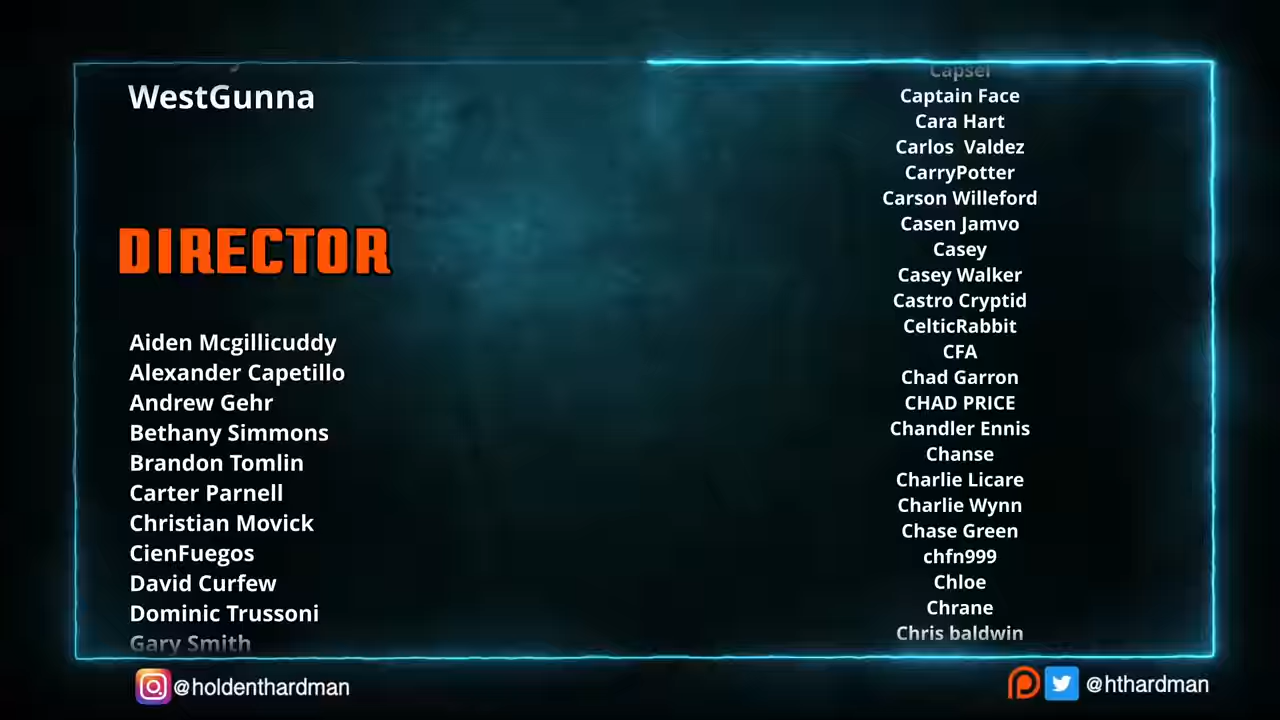 WestGunna
DIRECTOR
Aiden Mcgillicuddy
Alexander Capetillo
Andrew Gehr
Bethany Simmons
Brandon Tomlin
Carter Parnell
Christian Movick
CienFuegos
David Curfew
Dominic Trussoni
Gary Smith
Capsel
Captain Face
Cara Hart
Carlos  Valdez
CarryPotter
Carson Willeford
Casen Jamvo
Casey
Casey Walker
Castro Cryptid
CelticRabbit
CFA
Chad Garron
CHAD PRICE
Chandler Ennis
Chanse
Charlie Licare
Charlie Wynn
Chase Green
chfn999
Chloe
Chrane
Chris baldwin
@holdenthardman
@hthardman